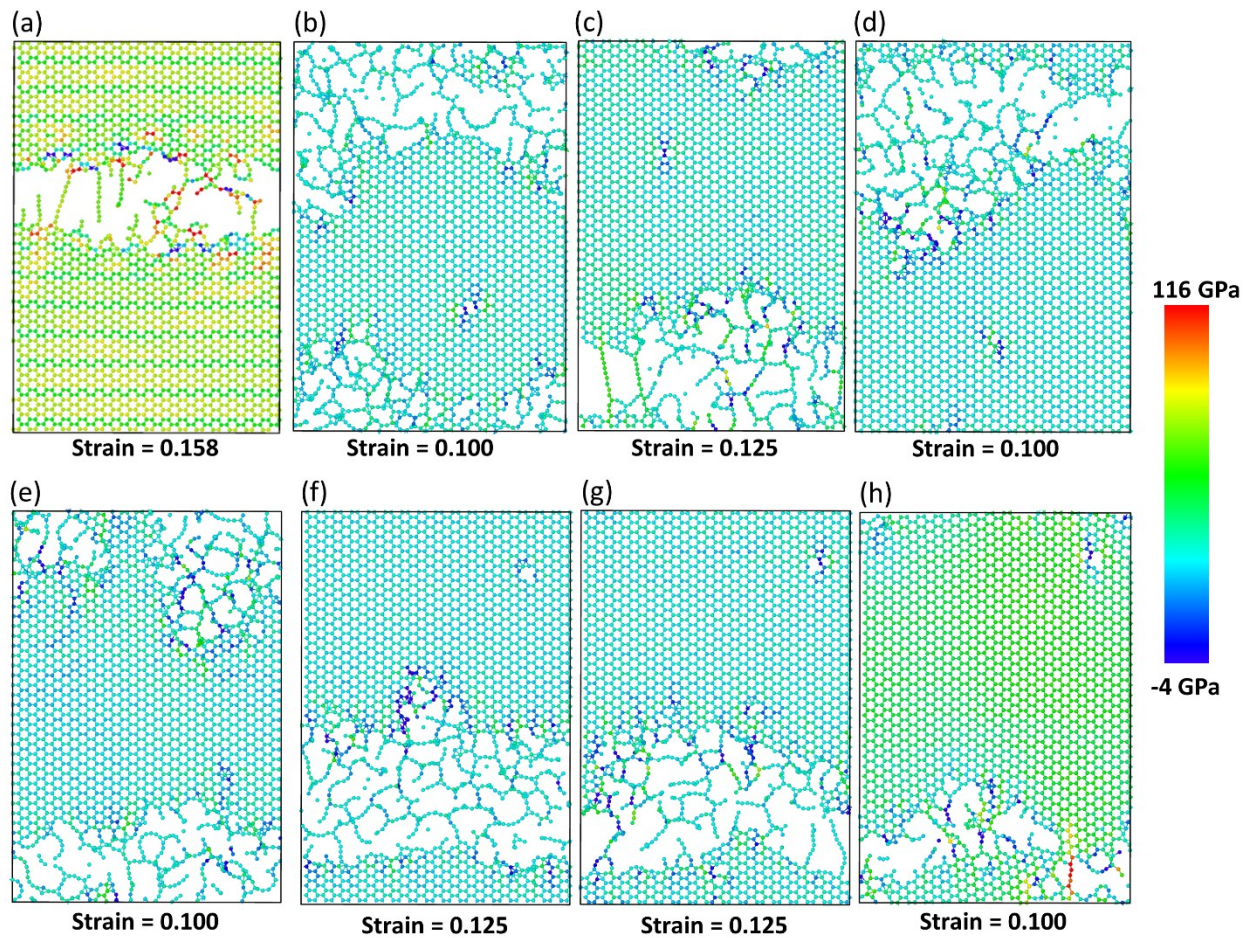 (a)
(b)
(c)
(d)
Strain = 0.158
Strain = 0.100
Strain = 0.125
Strain = 0.100
116 GPa
-4 GPa
(e)
(f)
(g)
(h)
Strain = 0.100
Strain = 0.125
Strain = 0.125
Strain = 0.100